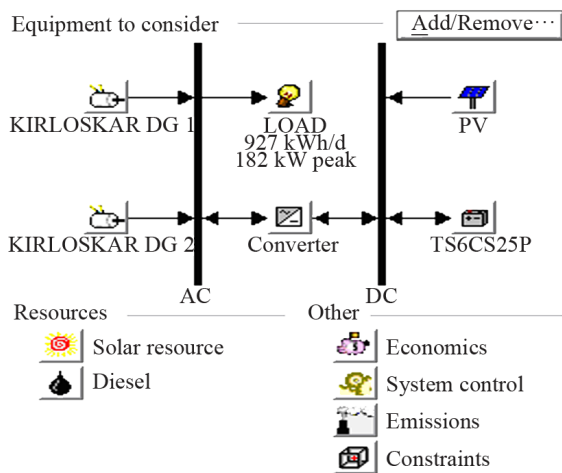 Equipment to consider
Add/Remove···
KIRLOSKAR DG 1
LOAD
927 kWh/d
182 kW peak
PV
KIRLOSKAR DG 2
Converter
TS6CS25P
AC
DC
Resources
Other
Solar resource
Economics
Diesel
System control
Emissions
Constraints